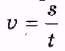 v = s/t